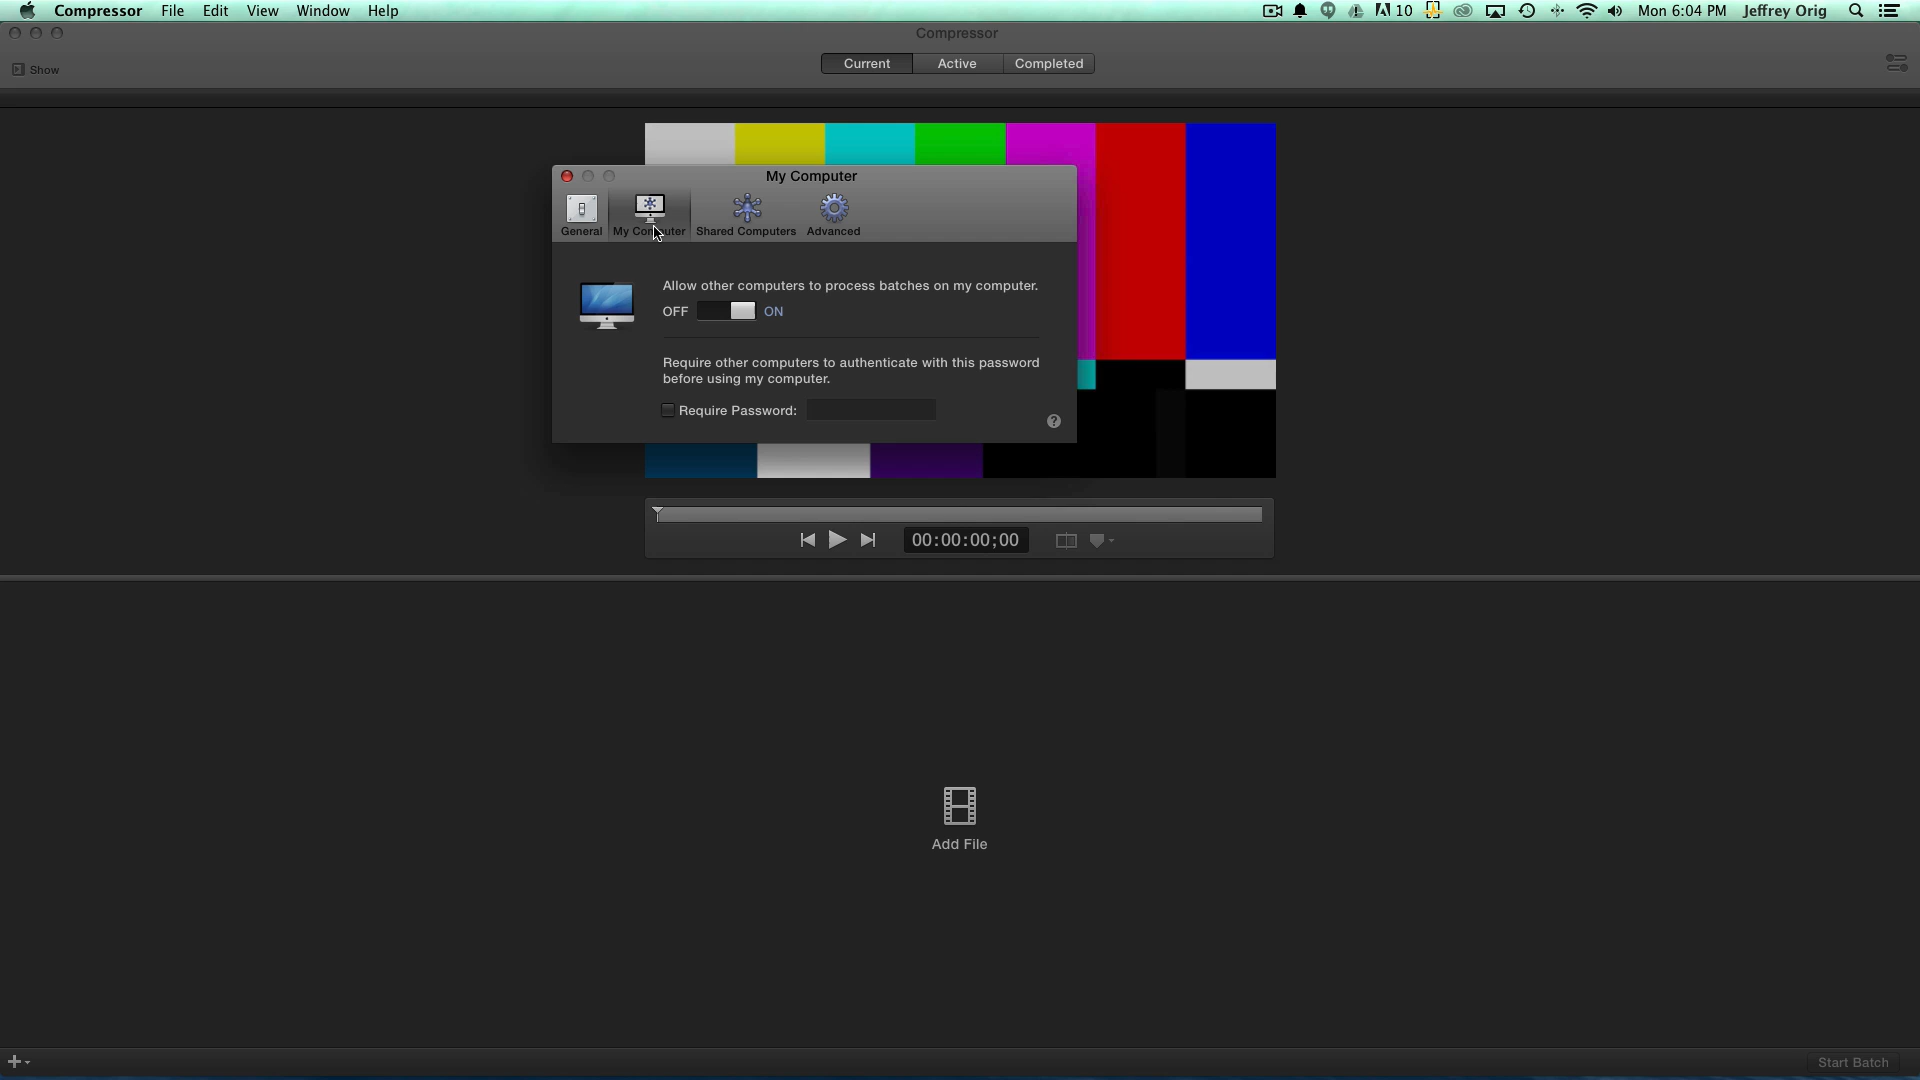 Compressor File Edit View Window Help
10 Mon 6:04 PM Jeffrey Orig
Compressor
Show
Current Active Completed
My Computer
General My Computer Shared Computers Advanced
Allow other computers to process batches on my computer.
OFF ON
Require other computers to authenticate with this password
before using my computer.
Require Password:
?
00:00:00;00
Add File
Start Batch